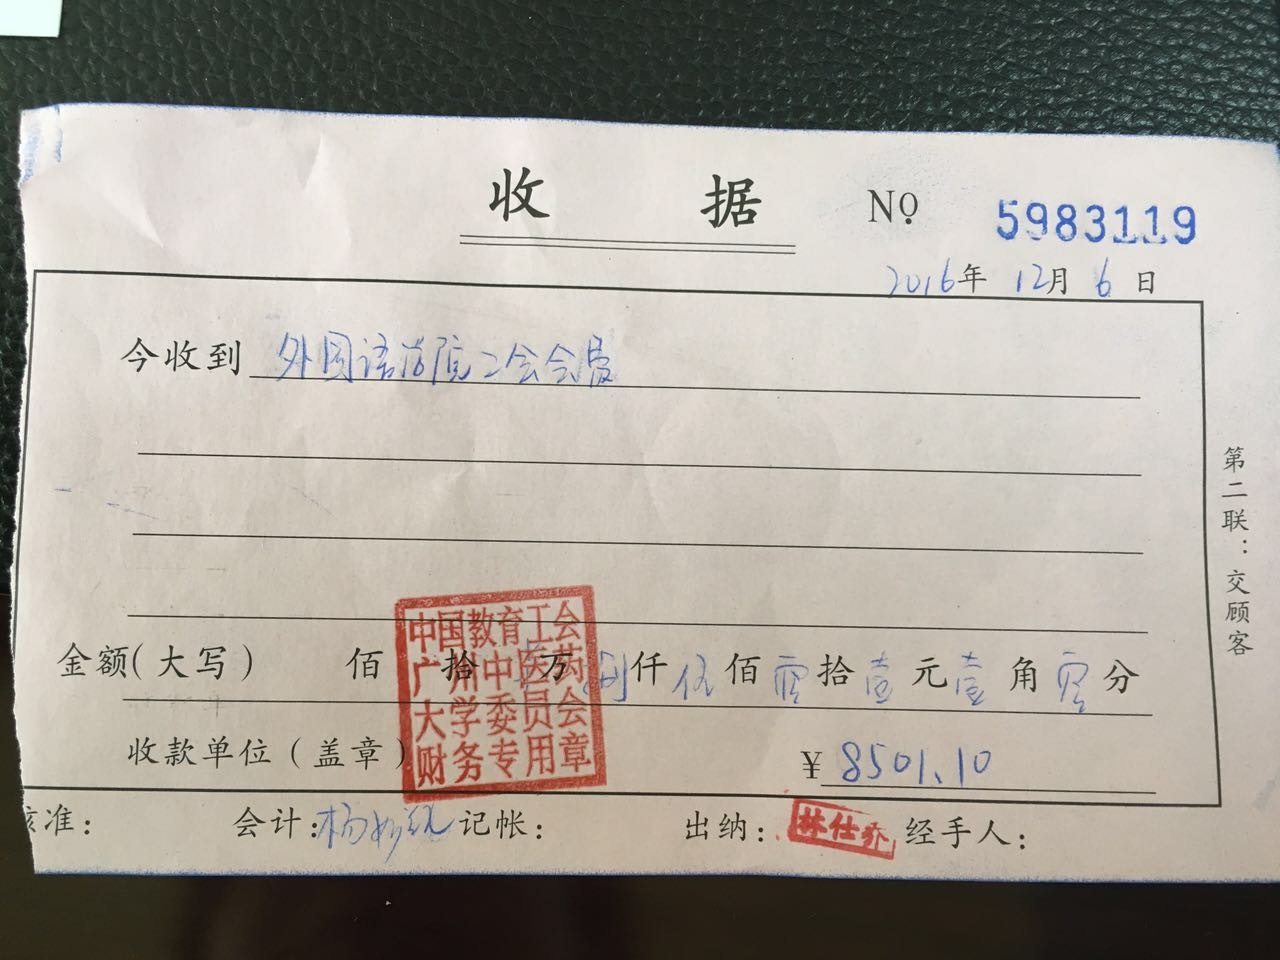 收据 № 5983119
2016年 12月 6日
今收到 外国语学院工会会费
金额(大写) 佰 拾 万 捌仟 伍佰 零拾 壹元 壹角 零分
中国教育工会
广州中医药
大学委员会
财务专用章
收款单位(盖章) ¥ 8501.10
核准: 会计: 记帐: 出纳: 林仕乔 经手人:
第二联:交顾客